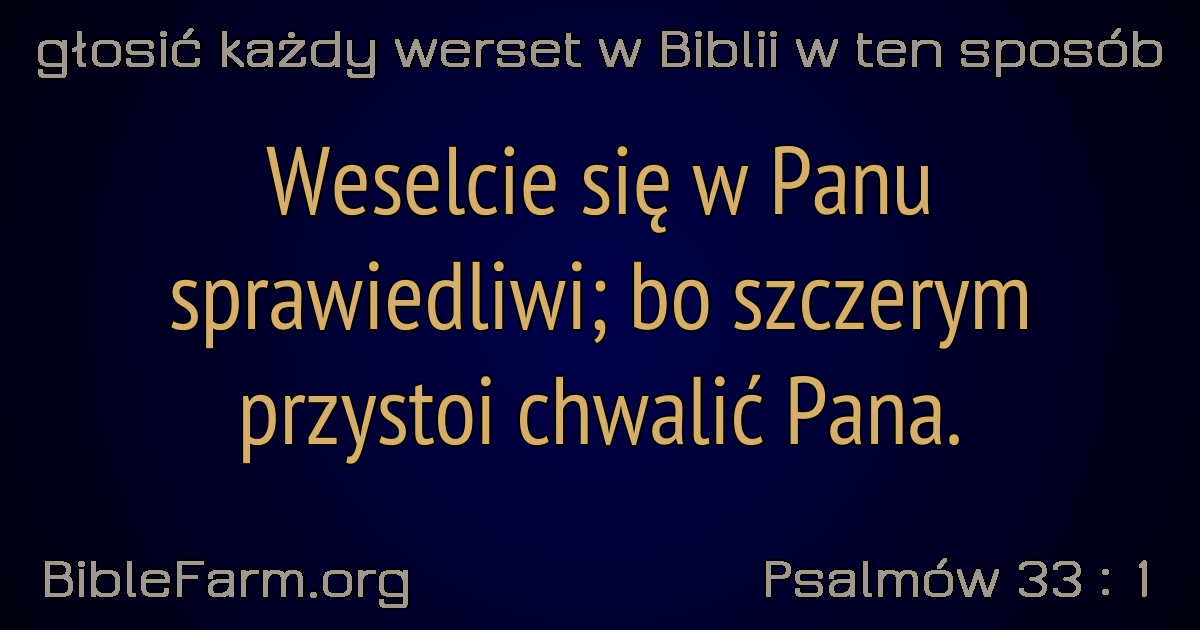 głosić każdy werset w Biblii w ten sposób
Weselcie się w Panu
sprawiedliwi; bo szczerym
przystoi chwalić Pana.
BibleFarm.org
Psalmów 33 : 1